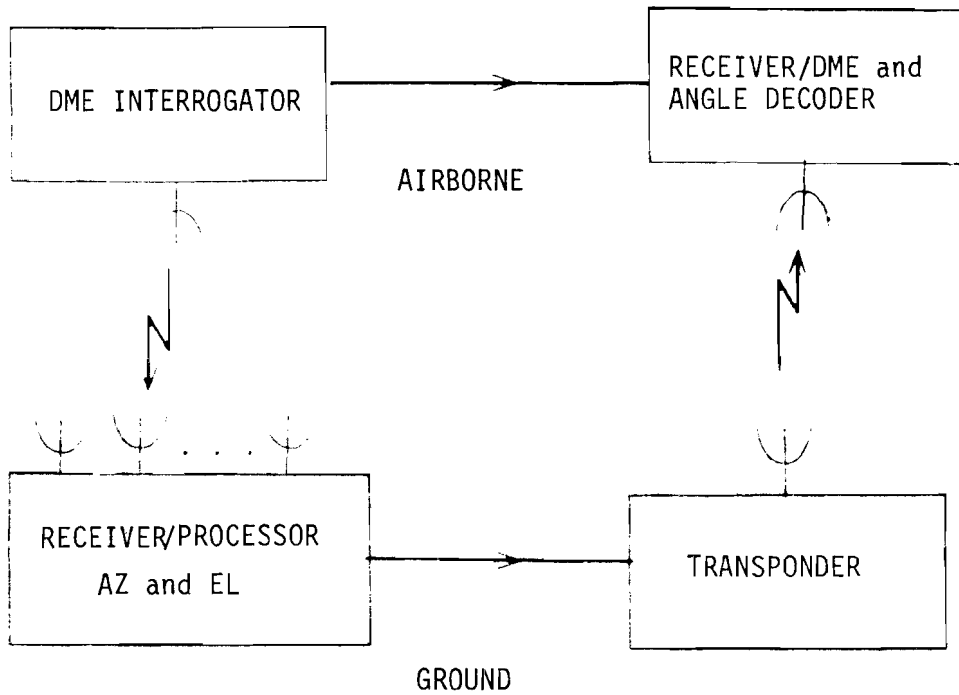 DME INTERROGATOR
RECEIVER/DME and
ANGLE DECODER
AIRBORNE
. . .
RECEIVER/PROCESSOR
AZ and EL
TRANSPONDER
GROUND